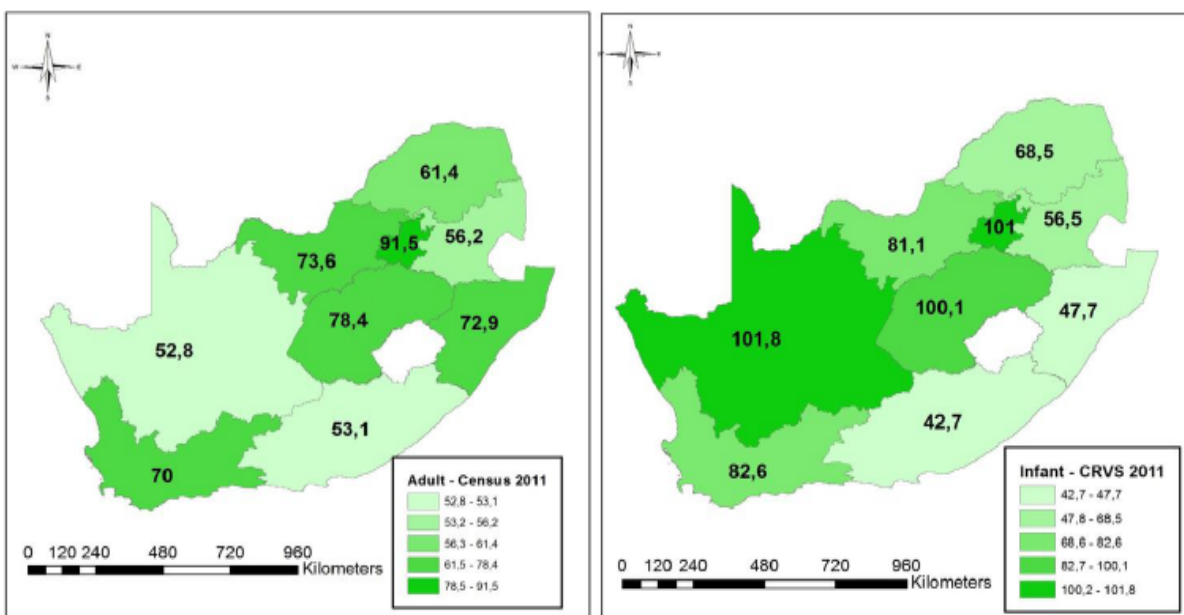 N
W E
S
61,4
91,5
56,2
73,6
78,4
72,9
52,8
53,1
70
Adult - Census 2011
52,8 - 53,1
53,2 - 56,2
56,3 - 61,4
61,5 - 78,4
78,5 - 91,5
0 120 240 480 720 960
Kilometers
N
E
S
68,5
101
56,5
81,1
100,1
47,7
101,8
42,7
82,6
Infant - CRVS 2011
42,7 - 47,7
47,8 - 68,5
68,6 - 82,6
82,7 - 100,1
100,2 - 101,8
0 120 240 480 720 960
Kilometers